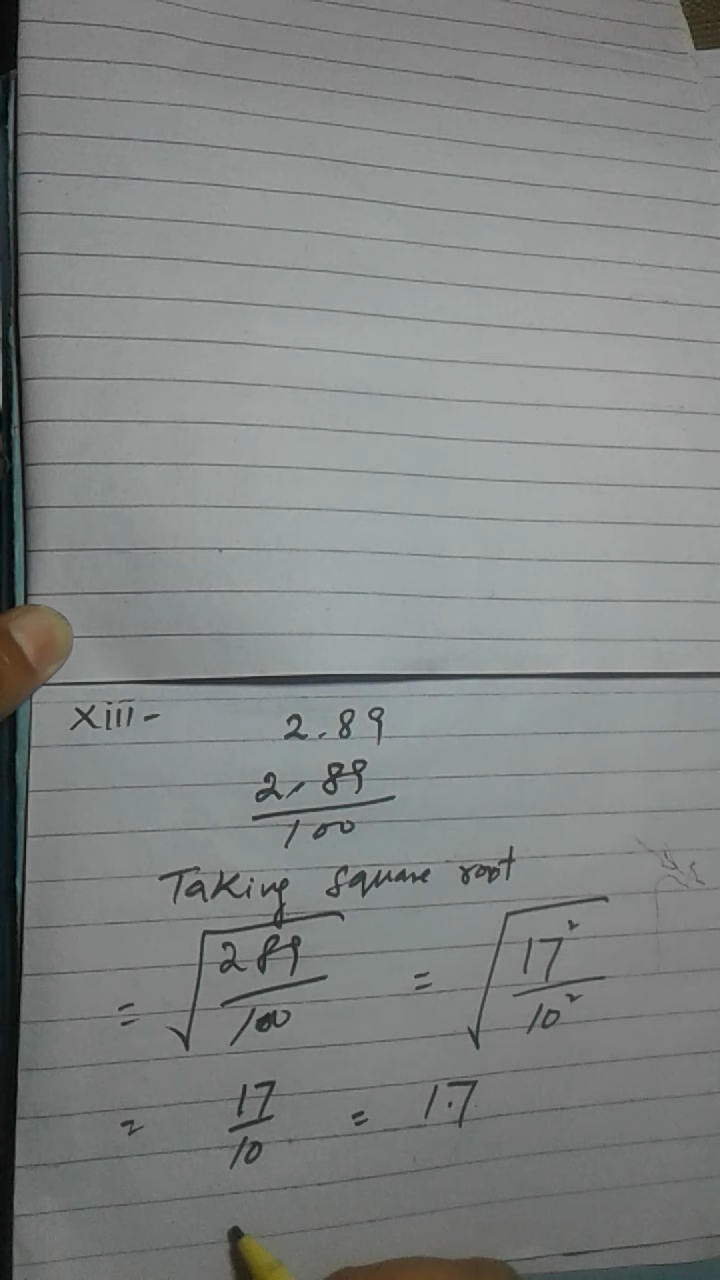 xiii- 2.89
2.89
100
Taking square root
= √289/100 = √17²/10²
= 17/10 = 1.7